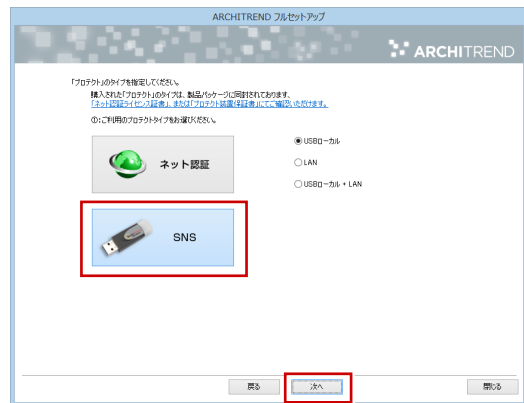 ARCHITREND フルセットアップ
ARCHITREND
「プロテクト」のタイプを指定してください。
購入された「プロテクト」のタイプは、製品パッケージに同封されております、
「ネット認証ライセンス証書」、または「プロテクト装置保証書」にてご確認いただけます。
①:ご利用のプロテクトタイプをお選びください。
ネット認証
USBローカル
LAN
USBローカル + LAN
SNS
戻る
次へ
閉じる